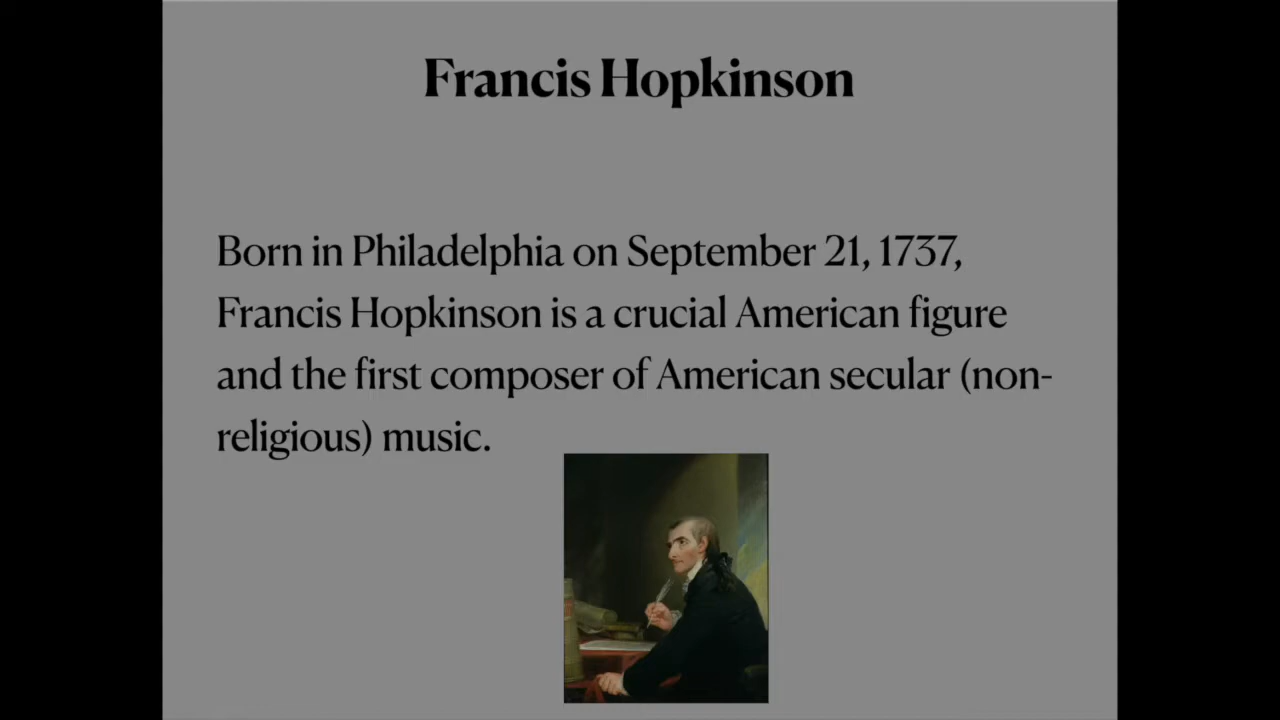 Francis Hopkinson
Born in Philadelphia on September 21, 1737,
Francis Hopkinson is a crucial American figure
and the first composer of American secular (non-
religious) music.